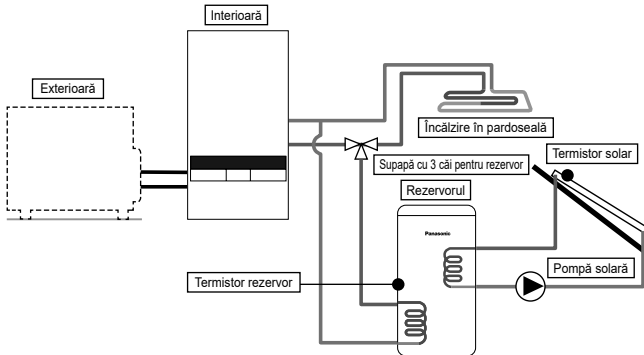 Interioară
Exterioară
Încălzire în pardoseală
Termistor solar
Supapă cu 3 căi pentru rezervor
Rezervorul
Panasonic
Termistor rezervor
Pompă solară